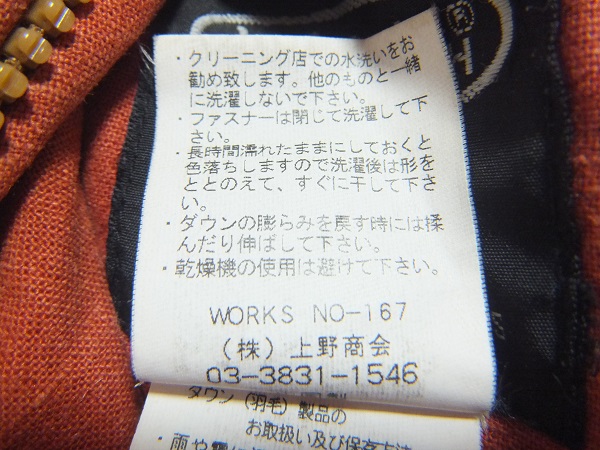 ・クリーニング店での水洗いをお
勧め致します。他のものと一緒
に洗濯しないで下さい。
・ファスナーは閉じて洗濯して下
さい。
・長時間濡れたままにしておくと
色落ちしますので洗濯後は形を
ととのえて、すぐに干して下さ
い。
・ダウンの膨らみを戻す時には揉
んだり伸ばして下さい。
・乾燥機の使用は避けて下さい。
WORKS NO-167
(株)上野商会
03-3831-1546
ダウン(羽毛)製品の
お取扱い及び保存方法